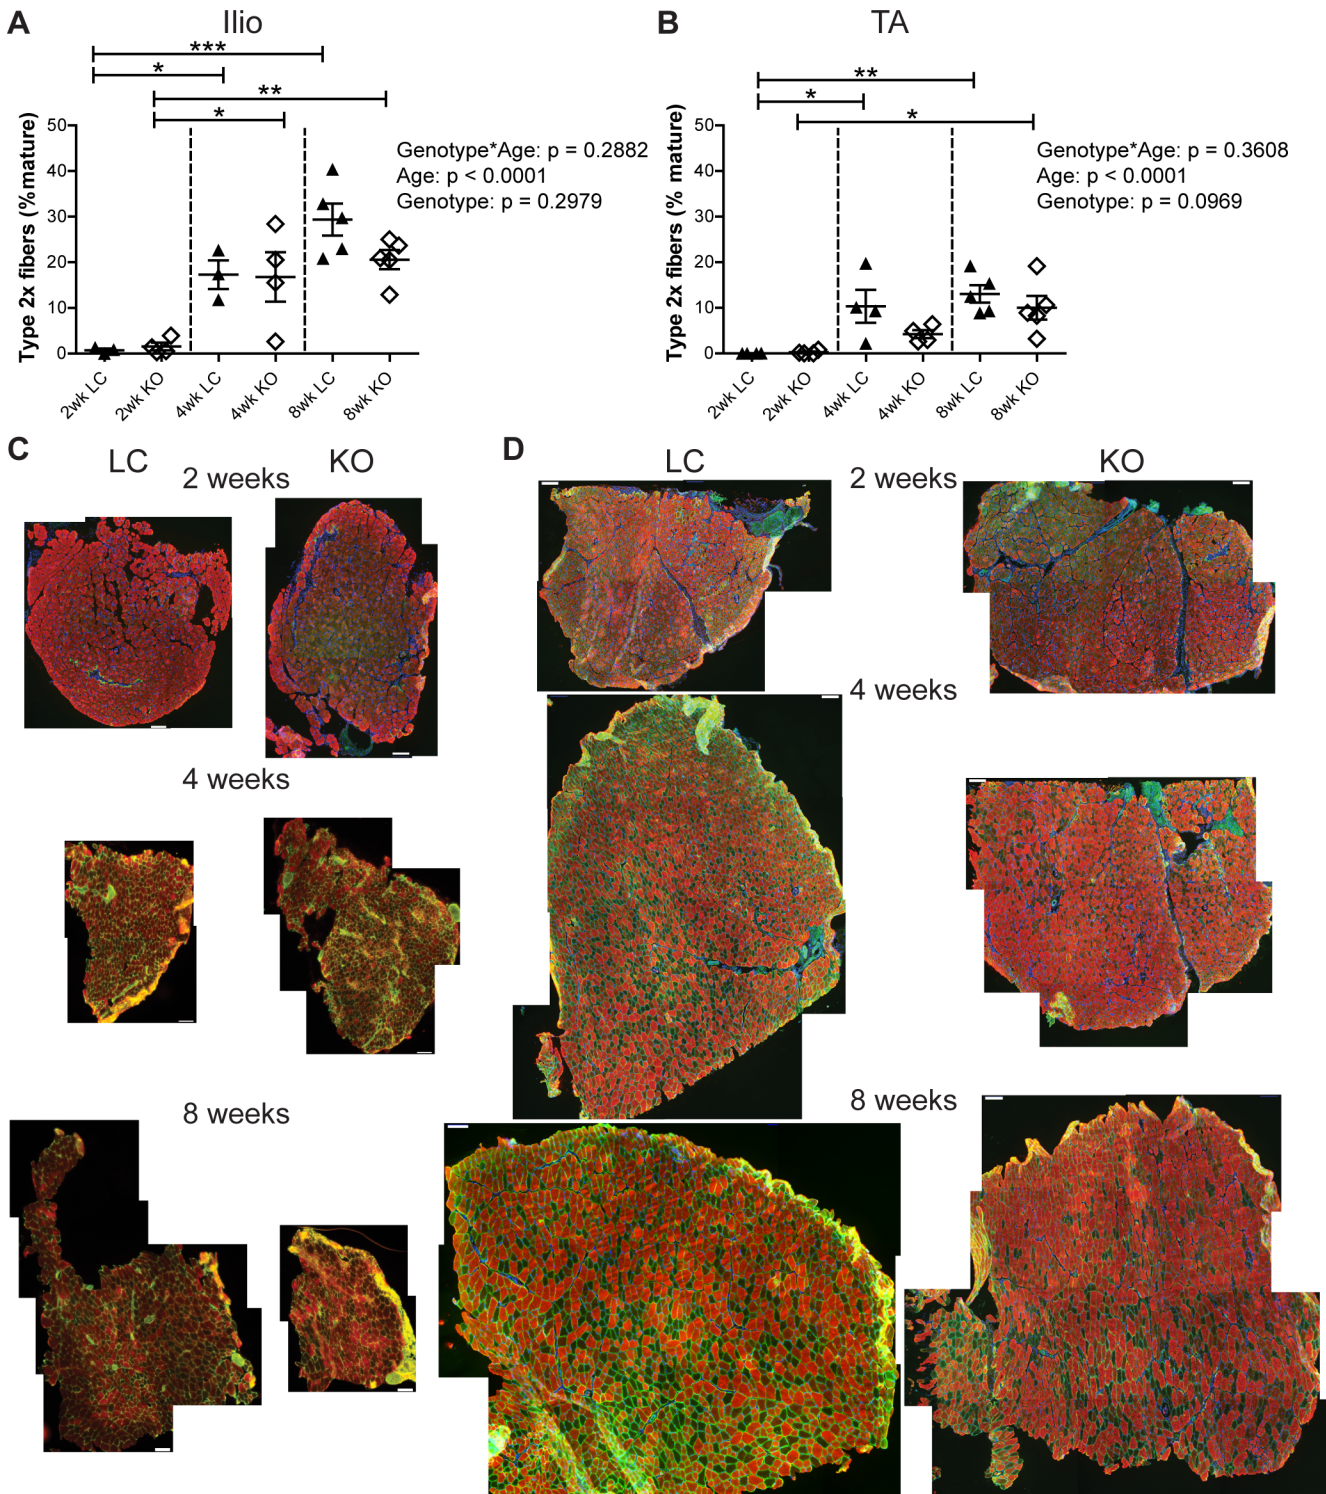 A
Ilio
***
*
**
*
Type 2x fibers (%mature)
50
40
30
20
10
0
2wk LC
2wk KO
4wk LC
4wk KO
8wk LC
8wk KO
Genotype*Age: p = 0.2882
Age: p < 0.0001
Genotype: p = 0.2979
B
TA
**
*
*
Type 2x fibers (% mature)
50
40
30
20
10
0
2wk LC
2wk KO
4wk LC
4wk KO
8wk LC
8wk KO
Genotype*Age: p = 0.3608
Age: p < 0.0001
Genotype: p = 0.0969
C
LC
KO
2 weeks
4 weeks
8 weeks
D
LC
KO
2 weeks
4 weeks
8 weeks